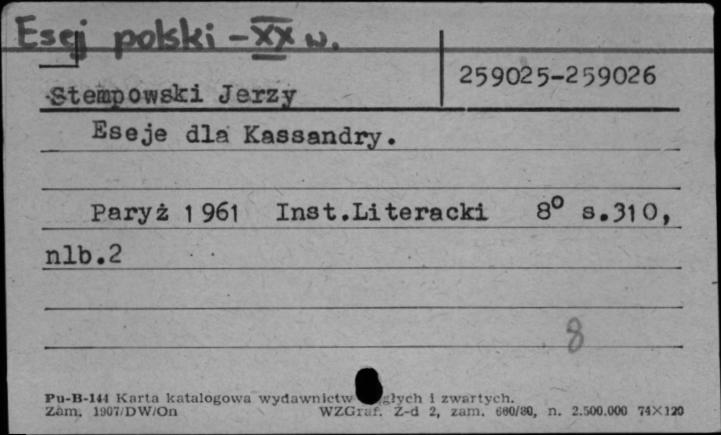 Esej polski - XX w.
259025-259026
Stempowski Jerzy
Eseje dla Kassandry.
Paryż 1961 Inst.Literacki 8° s.310,
nlb.2
8
Pu-B-144 Karta katalogowa wydawnictw głych i zwartych.
Zam. 1907/DW/On WZGraf. Z-d 2, zam. 660/80, n. 2.500.000 74×120